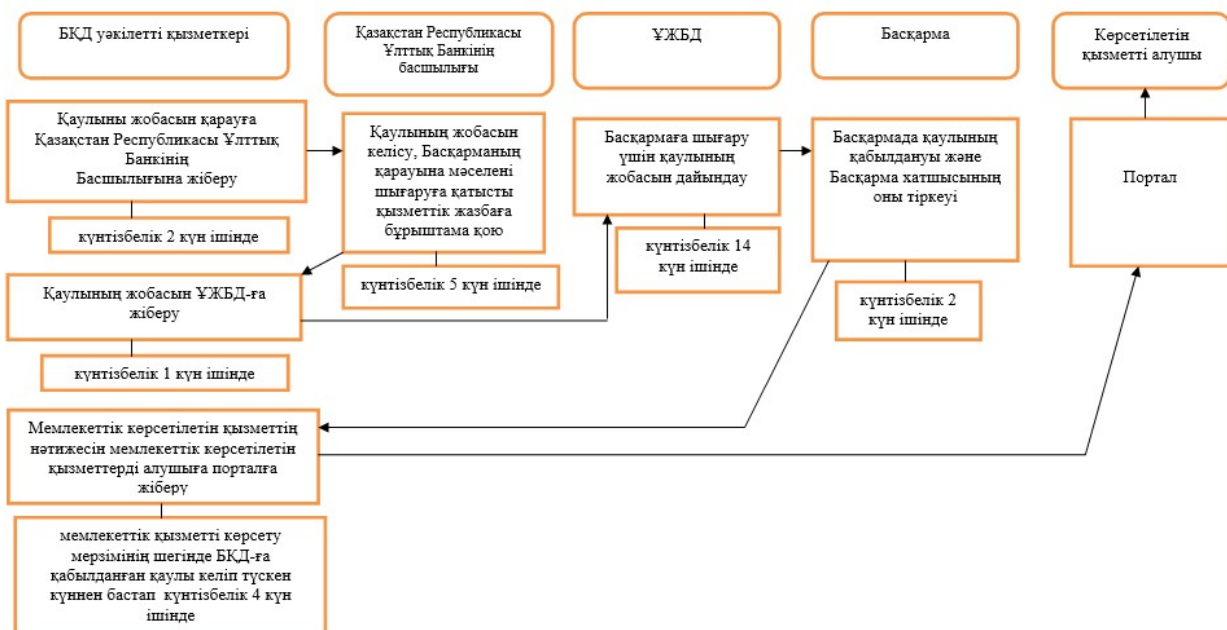 БҚД уәкілетті қызметкері
Қазақстан Республикасы
Ұлттық Банкінің
басшылығы
ҰЖБД
Басқарма
Көрсетілетін
қызметті алушы
Қаулыны жобасын қарауға
Қазақстан Республикасы Ұлттық
Банкінің
Басшылығына жіберу
күнтізбелік 2 күн ішінде
Қаулының жобасын
келісу, Басқарманың
қарауына мәселені
шығаруға қатысты
қызметтік жазбаға
бұрыштама қою
күнтізбелік 5 күн ішінде
Басқармаға шығару
үшін қаулының
жобасын дайындау
күнтізбелік 14
күн ішінде
Басқармада қаулының
қабылдануы және
Басқарма хатшысының
оны тіркеуі
күнтізбелік 2
күн ішінде
Портал
Қаулының жобасын ҰЖБД-ға
жіберу
күнтізбелік 1 күн ішінде
Мемлекеттік көрсетілетін қызметтің
нәтижесін мемлекеттік көрсетілетін
қызметтерді алушыға порталға
жіберу
мемлекеттік қызметті көрсету
мерзімінің шегінде БҚД-ға
қабылданған қаулы келіп түскен
күннен бастап күнтізбелік 4 күн
ішінде